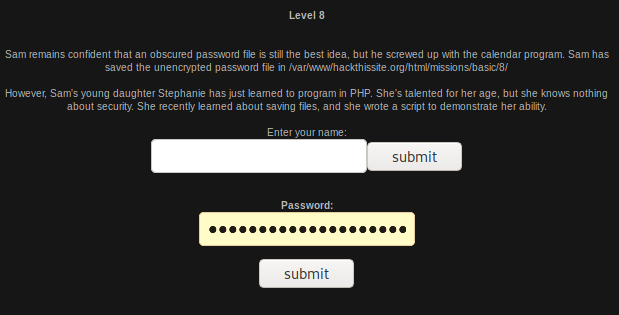 Level 8
Sam remains confident that an obscured password file is still the best idea, but he screwed up with the calendar program. Sam has
saved the unencrypted password file in /var/www/hackthissite.org/html/missions/basic/8/
However, Sam's young daughter Stephanie has just learned to program in PHP. She's talented for her age, but she knows nothing
about security. She recently learned about saving files, and she wrote a script to demonstrate her ability.
Enter your name:
submit
Password:
submit